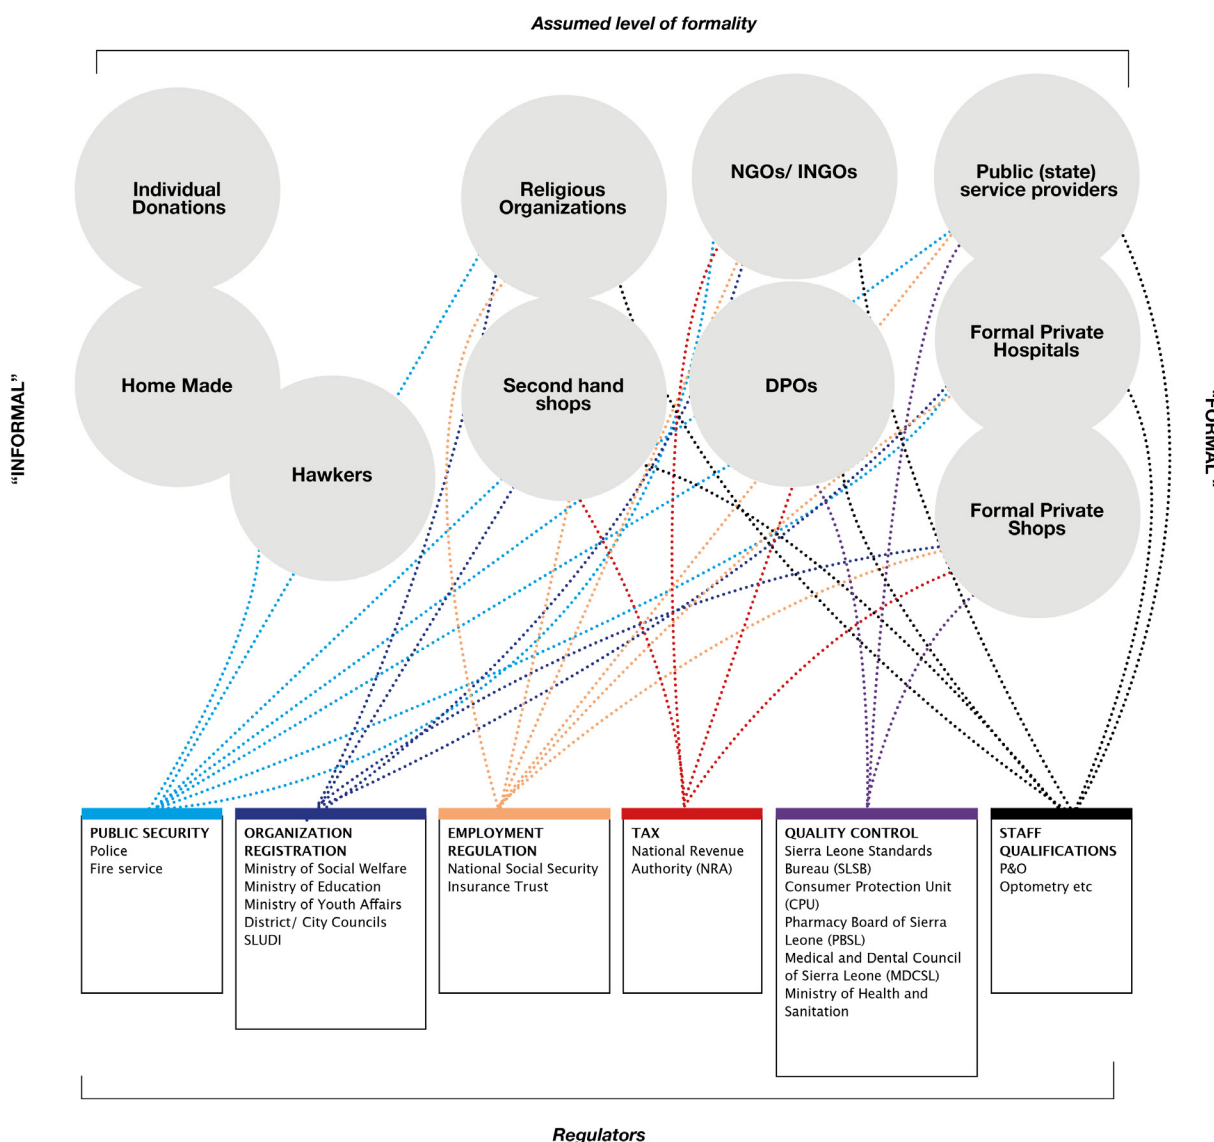 Assumed level of formality
"INFORMAL"
"FORMAL"
Individual
Donations
Religious
Organizations
NGOs/ INGOs
Public (state)
service providers
Home Made
Second hand
shops
DPOs
Formal Private
Hospitals
Hawkers
Formal Private
Shops
PUBLIC SECURITY
Police
Fire service
ORGANIZATION
REGISTRATION
Ministry of Social Welfare
Ministry of Education
Ministry of Youth Affairs
District/ City Councils
SLUDI
EMPLOYMENT
REGULATION
National Social Security
Insurance Trust
TAX
National Revenue
Authority (NRA)
QUALITY CONTROL
Sierra Leone Standards
Bureau (SLSB)
Consumer Protection Unit
(CPU)
Pharmacy Board of Sierra
Leone (PBSL)
Medical and Dental Council
of Sierra Leone (MDCSL)
Ministry of Health and
Sanitation
STAFF
QUALIFICATIONS
P&O
Optometry etc
Regulators